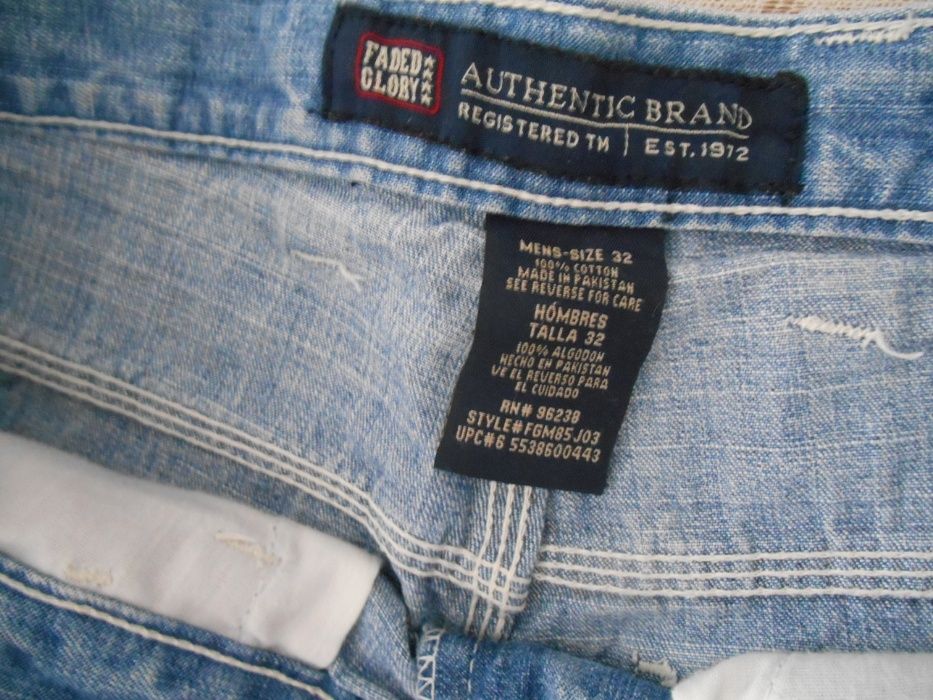 FADED
GLORY
AUTHENTIC BRAND
REGISTERED TM | EST. 1972
MENS-SIZE 32
100% COTTON
MADE IN PAKISTAN
SEE REVERSE FOR CARE
HOMBRES
TALLA 32
100% ALGODON
HECHO EN PAKISTAN
VE EL REVERSO PARA
EL CUIDADO
RN# 96238
STYLE# FGM85J03
UPC#6 5538600443